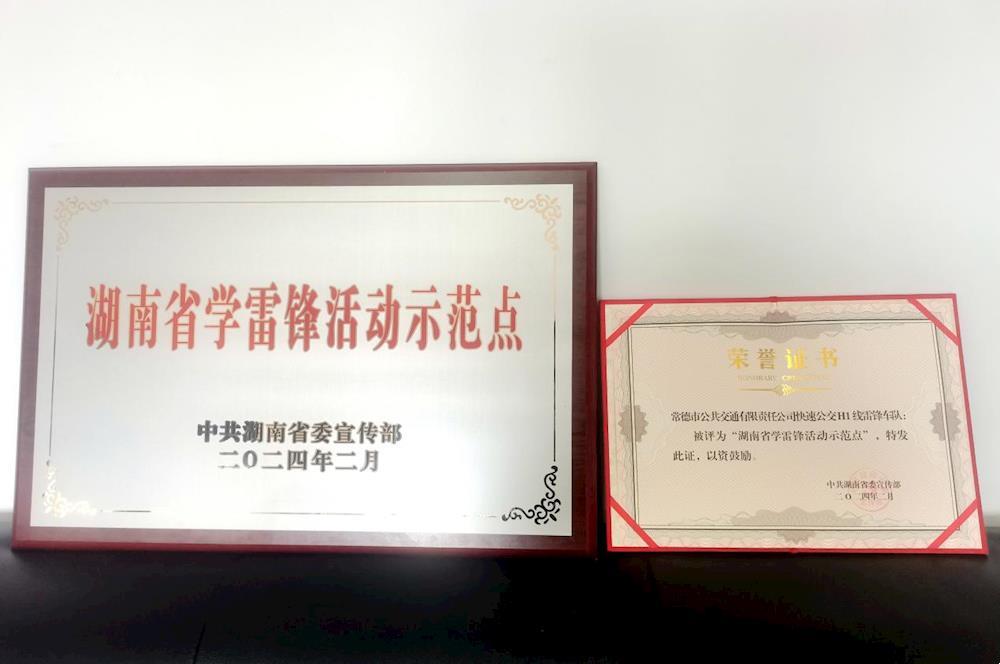 湖南省学雷锋活动示范点
中共湖南省委宣传部
二〇二四年二月
荣誉证书
HONORARY
常德市公共交通有限责任公司快速公交H1线雷锋车队：
被评为“湖南省学雷锋活动示范点”，特发
此证，以资鼓励。
中共湖南省委宣传部
二〇二四年二月